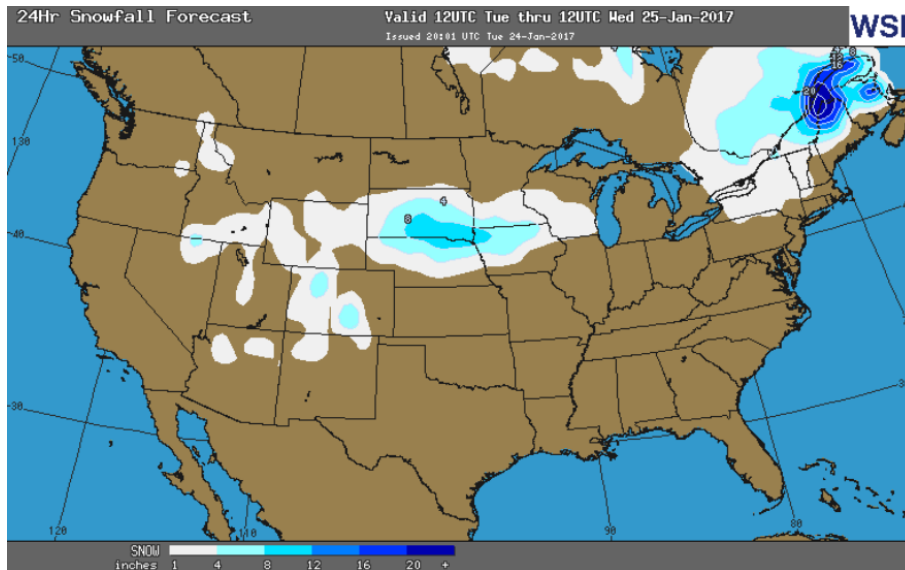 24Hr Snowfall Forecast
Valid 12UTC Tue thru 12UTC Wed 25-Jan-2017
Issued 20:01 UTC Tue 24-Jan-2017
WSI
-50
130
-40
-30
120
110
90
80
4
8
20
16
SNOW
inches 1 4 8 12 16 20 +